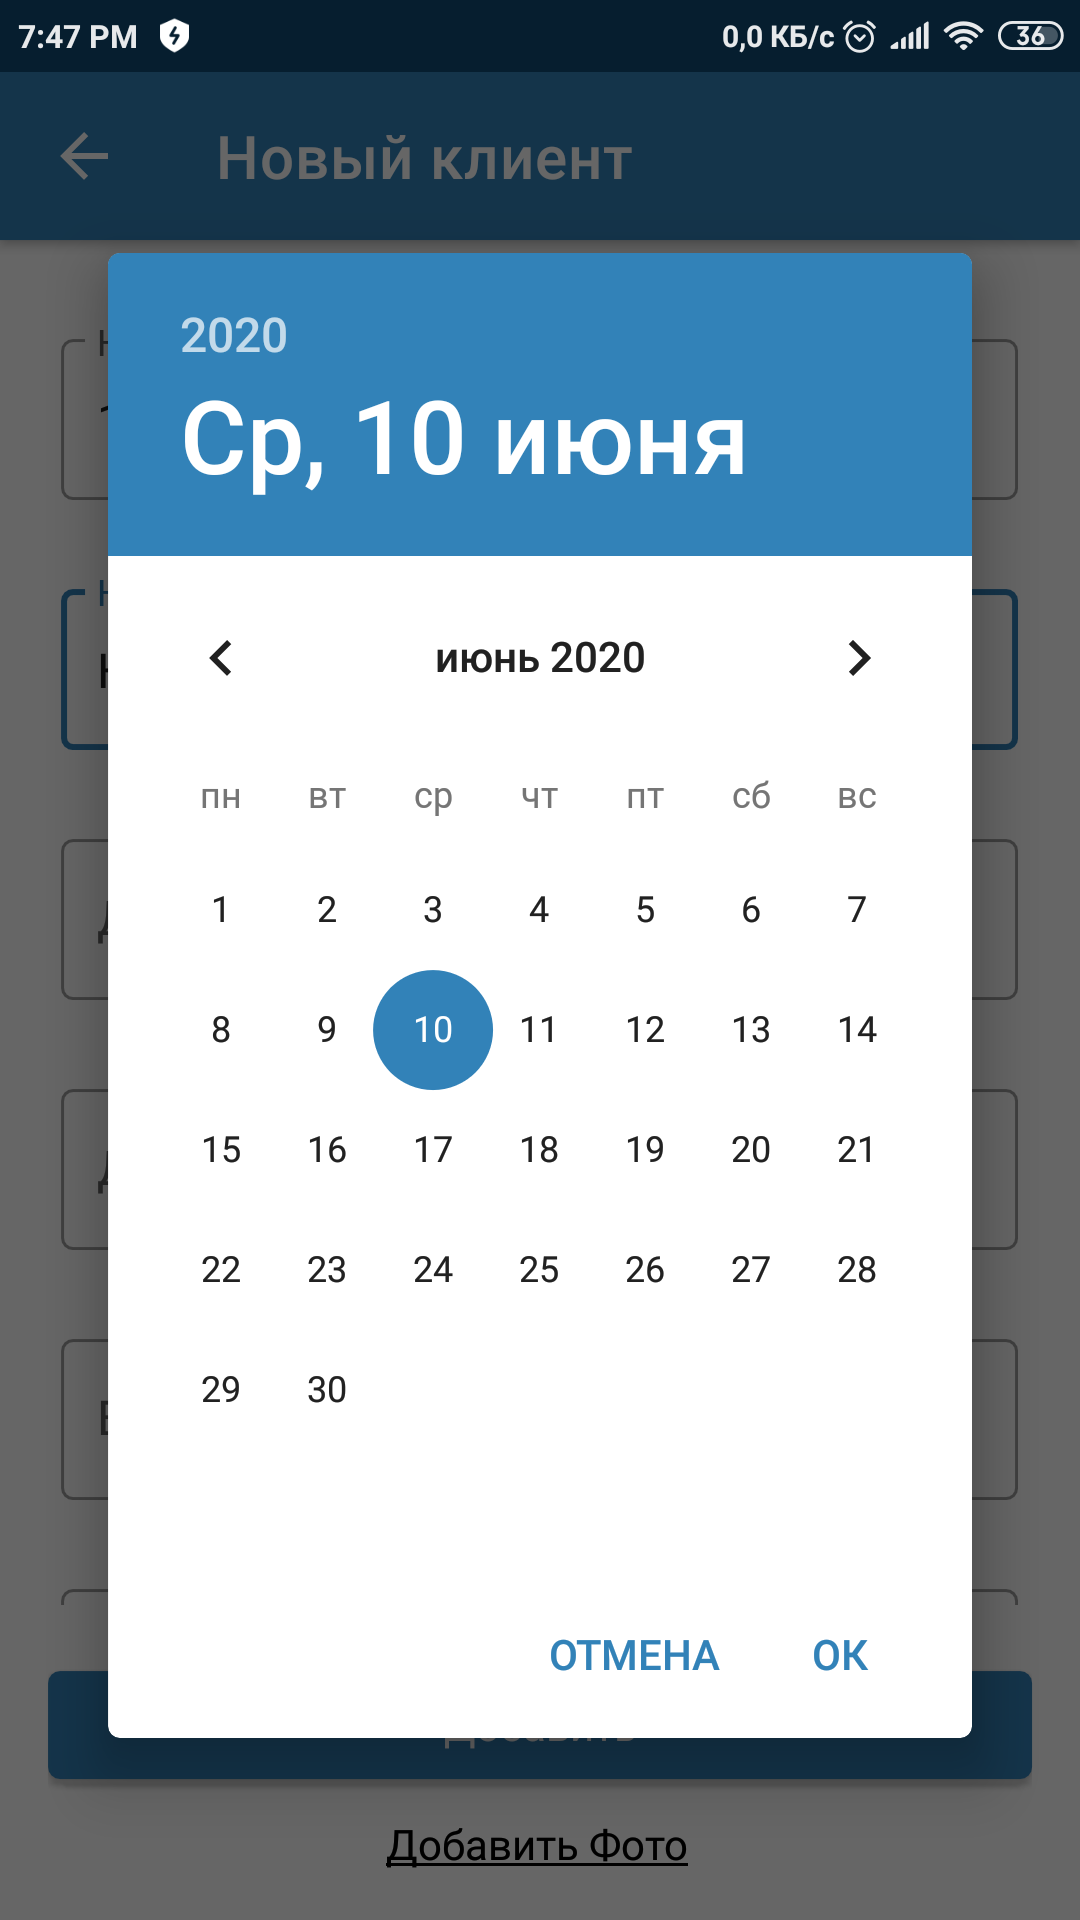 7:47 PM 0,0 КБ/с 36
Новый клиент
2020
Ср, 10 июня
июнь 2020
пн вт ср чт пт сб вс
1 2 3 4 5 6 7
8 9 10 11 12 13 14
15 16 17 18 19 20 21
22 23 24 25 26 27 28
29 30
ОТМЕНА ОК
Добавить
Добавить Фото